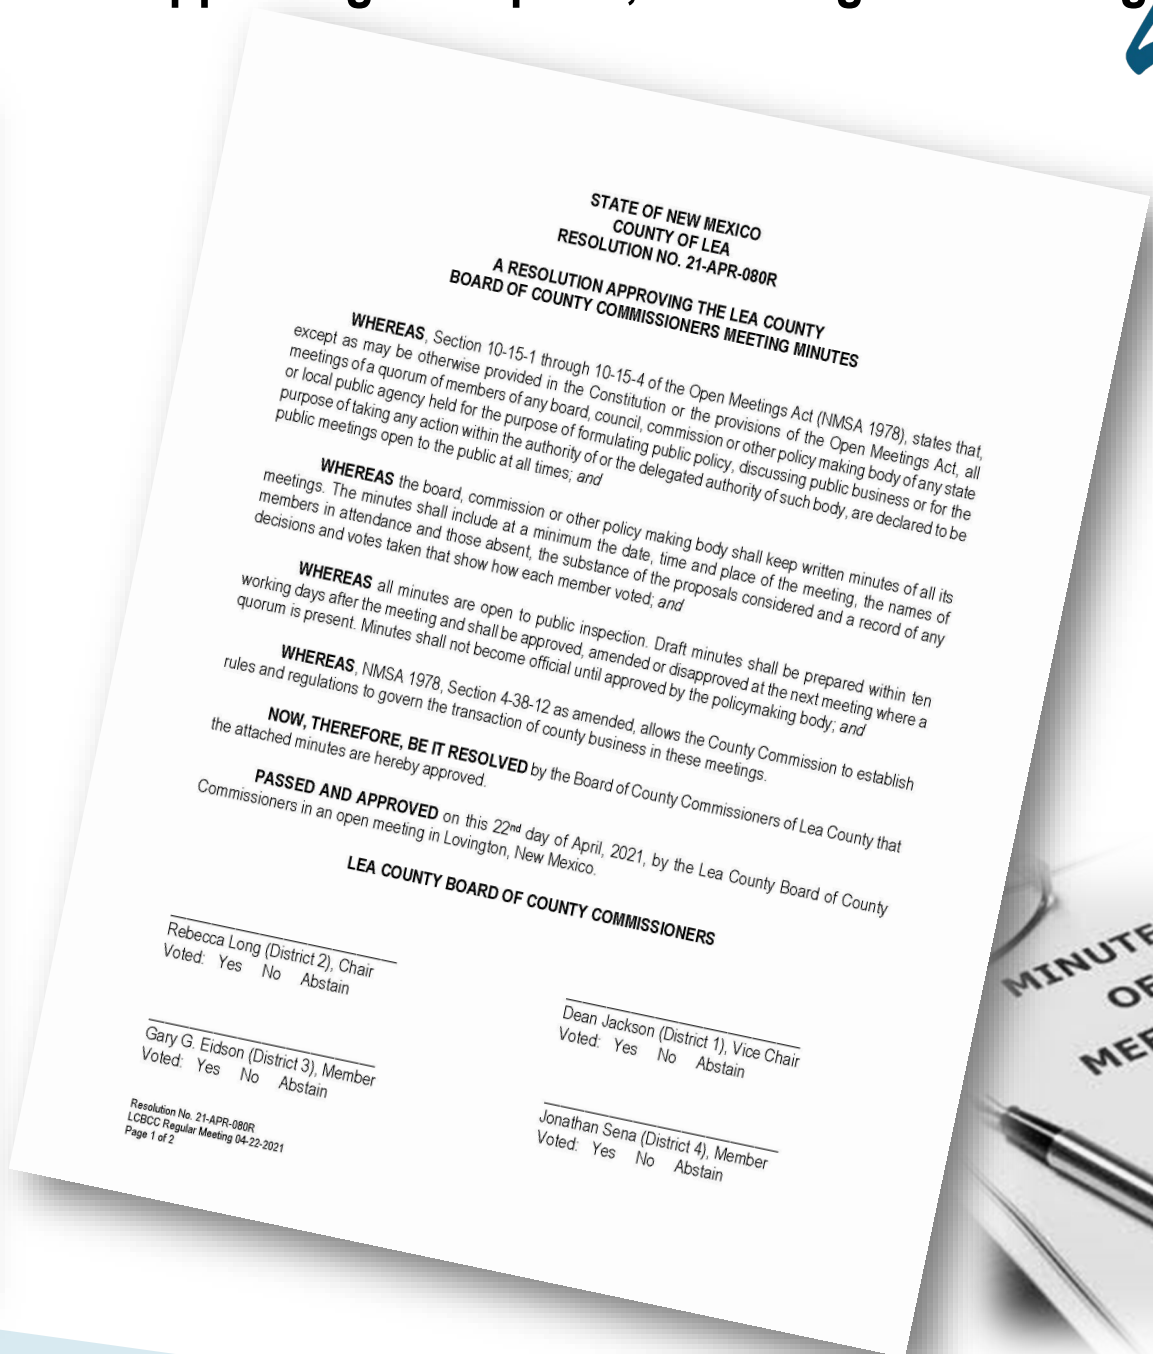 STATE OF NEW MEXICO
COUNTY OF LEA
RESOLUTION NO. 21-APR-080R
A RESOLUTION APPROVING THE LEA COUNTY
BOARD OF COUNTY COMMISSIONERS MEETING MINUTES
WHEREAS, Section 10-15-1 through 10-15-4 of the Open Meetings Act (NMSA 1978), states that,
except as may be otherwise provided in the Constitution or the provisions of the Open Meetings Act, all
meetings of a quorum of members of any board, council, commission or other policy making body of any state
or local public agency held for the purpose of formulating public policy, discussing public business or for the
purpose of taking any action within the authority of or the delegated authority of such body, are declared to be
public meetings open to the public at all times; and
WHEREAS the board, commission or other policy making body shall keep written minutes of all its
meetings. The minutes shall include at a minimum the date, time and place of the meeting, the names of
members in attendance and those absent, the substance of the proposals considered and a record of any
decisions and votes taken that show how each member voted; and
WHEREAS all minutes are open to public inspection. Draft minutes shall be prepared within ten
working days after the meeting and shall be approved, amended or disapproved at the next meeting where a
quorum is present. Minutes shall not become official until approved by the policymaking body; and
WHEREAS, NMSA 1978, Section 4-38-12 as amended, allows the County Commission to establish
rules and regulations to govern the transaction of county business in these meetings.
NOW, THEREFORE, BE IT RESOLVED by the Board of County Commissioners of Lea County that
the attached minutes are hereby approved.
PASSED AND APPROVED on this 22nd day of April, 2021, by the Lea County Board of County
Commissioners in an open meeting in Lovington, New Mexico.
LEA COUNTY BOARD OF COUNTY COMMISSIONERS
Rebecca Long (District 2), Chair
Voted: Yes No Abstain
Dean Jackson (District 1), Vice Chair
Voted: Yes No Abstain
Gary G. Eidson (District 3), Member
Voted: Yes No Abstain
Jonathan Sena (District 4), Member
Voted: Yes No Abstain
Resolution No. 21-APR-080R
LCBCC Regular Meeting 04-22-2021
Page 1 of 2